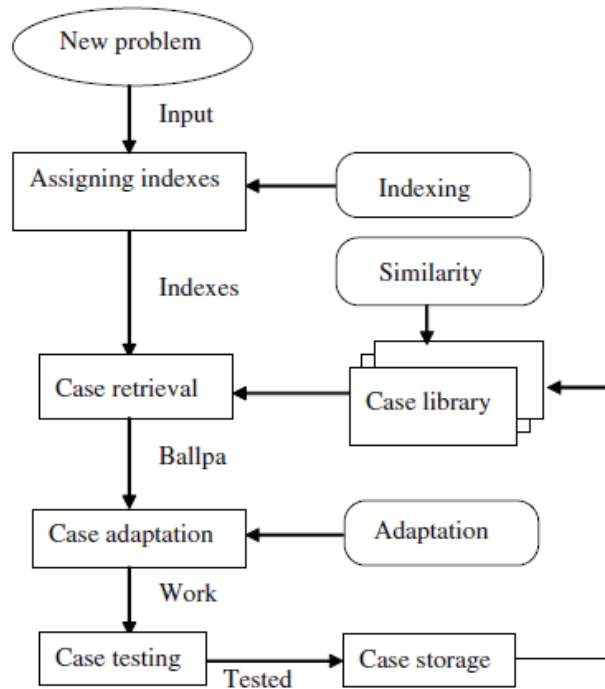 New problem
Input
Assigning indexes
Indexing
Similarity
Indexes
Case retrieval
Case library
Ballpa
Case adaptation
Adaptation
Work
Case testing
Tested
Case storage